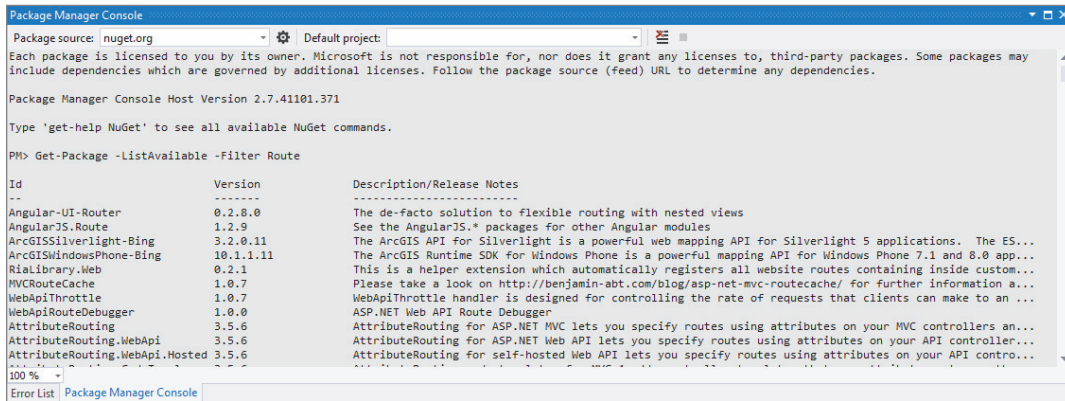 Package Manager Console
Package source: nuget.org Default project:
Each package is licensed to you by its owner. Microsoft is not responsible for, nor does it grant any licenses to, third-party packages. Some packages may
include dependencies which are governed by additional licenses. Follow the package source (feed) URL to determine any dependencies.
Package Manager Console Host Version 2.7.41101.371
Type 'get-help NuGet' to see all available NuGet commands.
PM> Get-Package -ListAvailable -Filter Route
Id Version Description/Release Notes
-- ------- -------------------------
Angular-UI-Router 0.2.8.0 The de-facto solution to flexible routing with nested views
AngularJS.Route 1.2.9 See the AngularJS.* packages for other Angular modules
ArcGISSilverlight-Bing 3.2.0.11 The ArcGIS API for Silverlight is a powerful web mapping API for Silverlight 5 applications.  The ES...
ArcGISWindowsPhone-Bing 10.1.1.11 The ArcGIS Runtime SDK for Windows Phone is a powerful mapping API for Windows Phone 7.1 and 8.0 app...
RiaLibrary.Web 0.2.1 This is a helper extension which automatically registers all website routes containing inside custom...
MVCRouteCache 1.0.7 Please take a look on http://benjamin-abt.com/blog/asp-net-mvc-routecache/ for further information a...
WebApiThrottle 1.0.7 WebApiThrottle handler is designed for controlling the rate of requests that clients can make to an ...
WebApiRouteDebugger 1.0.0 ASP.NET Web API Route Debugger
AttributeRouting 3.5.6 AttributeRouting for ASP.NET MVC lets you specify routes using attributes on your MVC controllers an...
AttributeRouting.WebApi 3.5.6 AttributeRouting for ASP.NET Web API lets you specify routes using attributes on your API controller...
AttributeRouting.WebApi.Hosted 3.5.6 AttributeRouting for self-hosted Web API lets you specify routes using attributes on your API contro...
100 %
Error List Package Manager Console